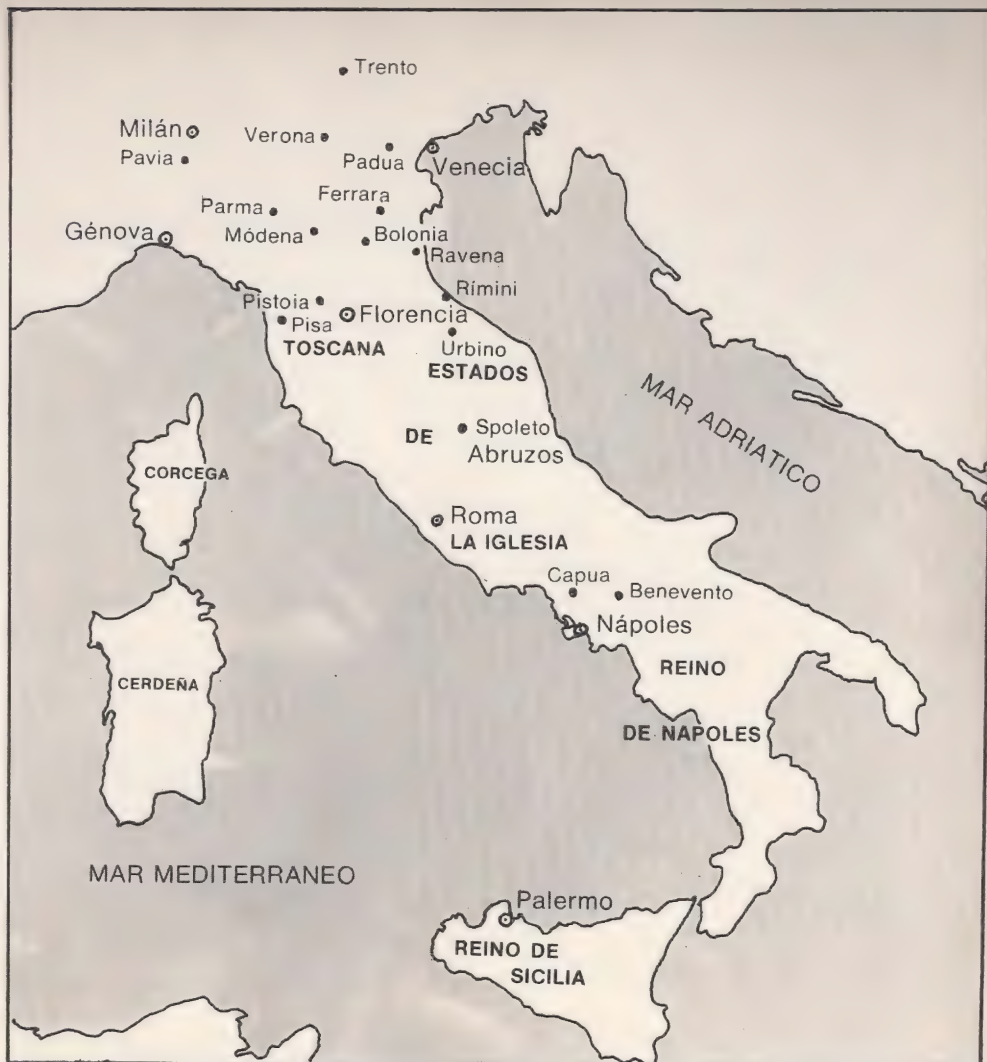 Trento
Milán
Verona
Pavia
Padua
Venecia
Ferrara
Parma
Génova
Módena
Bolonia
Ravena
Rímini
Pistoia
Florencia
Pisa
Urbino
TOSCANA
ESTADOS
MAR ADRIATICO
DE
Spoleto
Abruzos
CORCEGA
Roma
LA IGLESIA
Capua
Benevento
Nápoles
REINO
CERDEÑA
DE NAPOLES
MAR MEDITERRANEO
Palermo
REINO DE
SICILIA